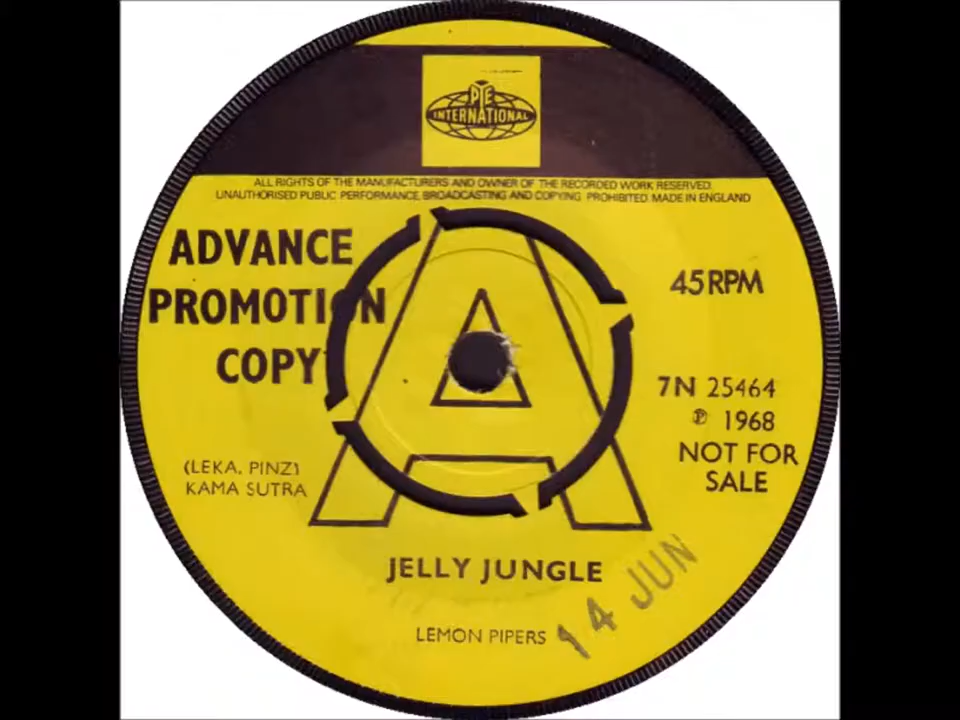 PYE
INTERNATIONAL
ALL RIGHTS OF THE MANUFACTURERS AND OWNER OF THE RECORDED WORK RESERVED.
UNAUTHORISED PUBLIC PERFORMANCE, BROADCASTING AND COPYING PROHIBITED. MADE IN ENGLAND
ADVANCE
PROMOTION
COPY
A
45 RPM
7N 25464
℗ 1968
NOT FOR
SALE
(LEKA, PINZ)
KAMA SUTRA
JELLY JUNGLE
LEMON PIPERS
14 JUN